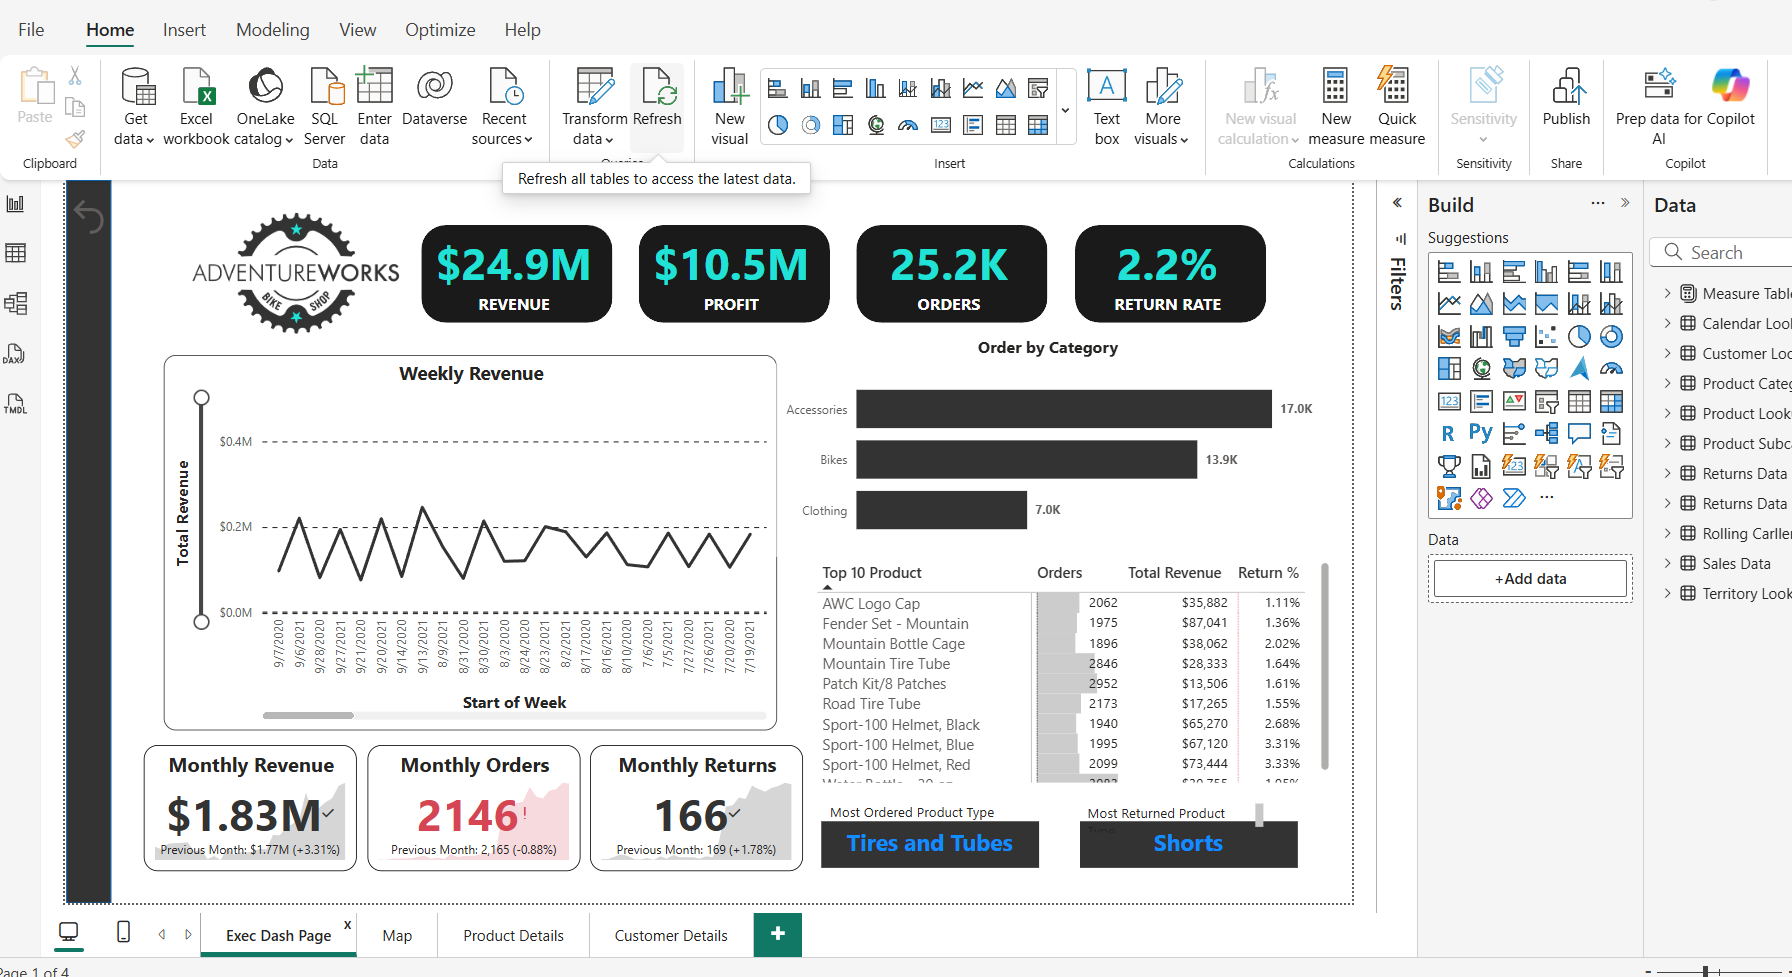 File Home Insert Modeling View Optimize Help
Paste
Get data
Excel workbook
OneLake catalog
SQL Server
Enter data
Dataverse
Recent sources
Transform data
Refresh
New visual
Text box
More visuals
New visual calculation
New measure
Quick measure
Sensitivity
Publish
Prep data for AI
Copilot
Clipboard
Data
Queries
Insert
Calculations
Sensitivity
Share
Copilot
Refresh all tables to access the latest data.
DAX
TMDL
ADVENTUREWORKS
BIKE SHOP
$24.9M
REVENUE
$10.5M
PROFIT
25.2K
ORDERS
2.2%
RETURN RATE
Weekly Revenue
Total Revenue
$0.4M
$0.2M
$0.0M
9/7/2020
9/6/2021
9/28/2020
9/27/2021
9/21/2020
9/20/2021
9/14/2020
9/13/2021
8/9/2021
8/31/2020
8/30/2021
8/3/2020
8/24/2020
8/23/2021
8/2/2021
8/17/2020
8/16/2021
8/10/2020
7/6/2020
7/5/2021
7/27/2020
7/26/2021
7/20/2020
7/19/2021
Start of Week
Order by Category
Accessories 17.0K
Bikes 13.9K
Clothing 7.0K
Top 10 Product Orders Total Revenue Return %
AWC Logo Cap 2062 $35,882 1.11%
Fender Set - Mountain 1975 $87,041 1.36%
Mountain Bottle Cage 1896 $38,062 2.02%
Mountain Tire Tube 2846 $28,333 1.64%
Patch Kit/8 Patches 2952 $13,506 1.61%
Road Tire Tube 2173 $17,265 1.55%
Sport-100 Helmet, Black 1940 $65,270 2.68%
Sport-100 Helmet, Blue 1995 $67,120 3.31%
Sport-100 Helmet, Red 2099 $73,444 3.33%
Monthly Revenue
$1.83M
Previous Month: $1.77M (+3.31%)
Monthly Orders
2146!
Previous Month: 2,165 (-0.88%)
Monthly Returns
166
Previous Month: 169 (+1.78%)
Most Ordered Product Type
Tires and Tubes
Most Returned Product
Shorts
Filters
Build
Suggestions
123
R Py
123
Data
+Add data
Data
Search
Measure Table
Calendar Loo
Customer Loo
Product Categ
Product Looku
Product Subc
Returns Data
Returns Data
Rolling Carller
Sales Data
Territory Look
Exec Dash Page x
Map
Product Details
Customer Details
+
Page 1 of 4